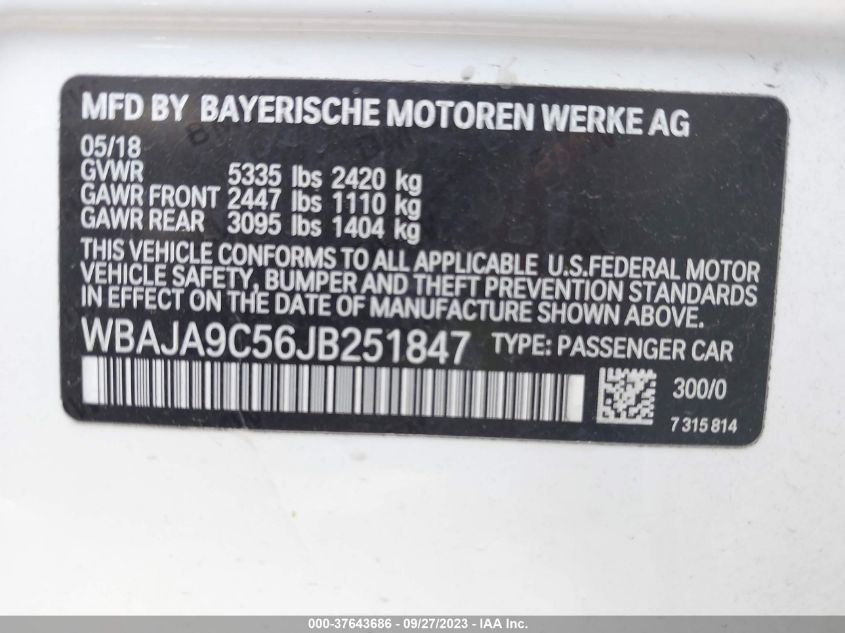 MFD BY BAYERISCHE MOTOREN WERKE AG
05/18
GVWR 5335 lbs 2420 kg
GAWR FRONT 2447 lbs 1110 kg
GAWR REAR 3095 lbs 1404 kg
THIS VEHICLE CONFORMS TO ALL APPLICABLE U.S.FEDERAL MOTOR
VEHICLE SAFETY, BUMPER AND THEFT PREVENTION STANDARDS
IN EFFECT ON THE DATE OF MANUFACTURE SHOWN ABOVE.
WBAJA9C56JB251847 TYPE: PASSENGER CAR
300/0
7 315 814
000-37643686 - 09/27/2023 - IAA Inc.